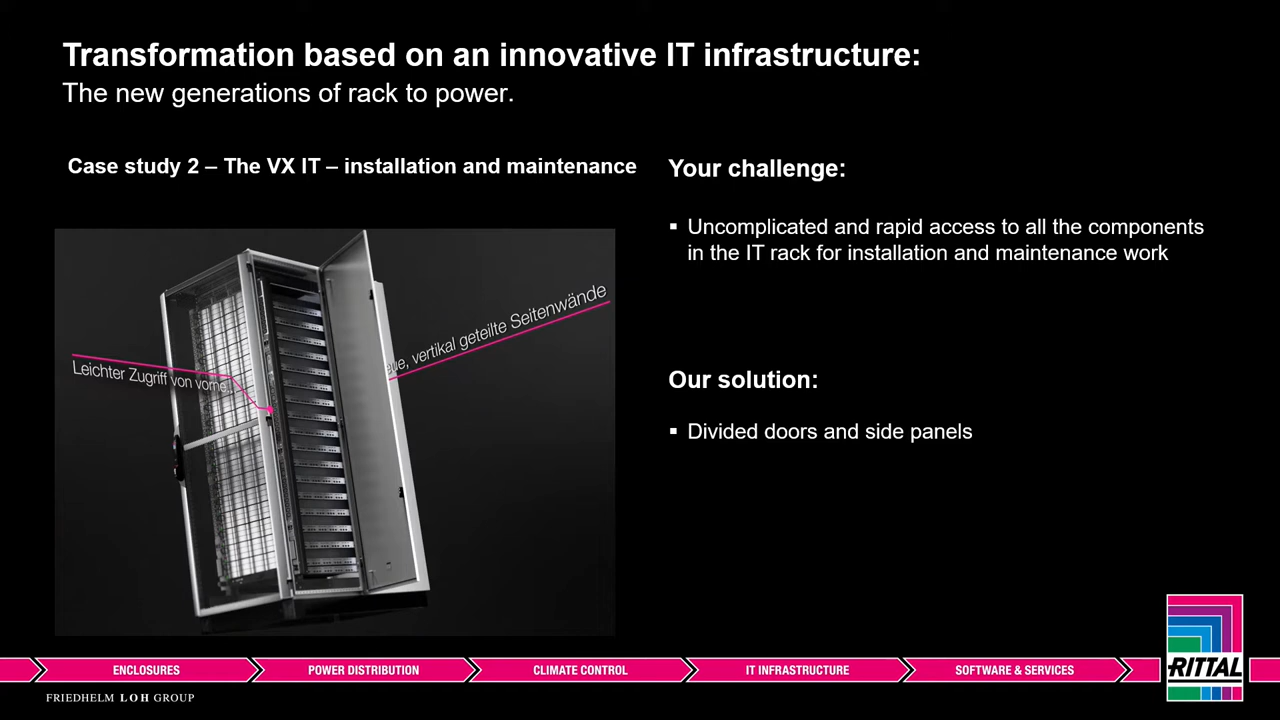 Transformation based on an innovative IT infrastructure:
The new generations of rack to power.
Case study 2 – The VX IT – installation and maintenance
Your challenge:
▪ Uncomplicated and rapid access to all the components
in the IT rack for installation and maintenance work
Leichter Zugriff von vorne
vertikal geteilte Seitenwände
Our solution:
▪ Divided doors and side panels
ENCLOSURES
POWER DISTRIBUTION
CLIMATE CONTROL
IT INFRASTRUCTURE
SOFTWARE & SERVICES
RITTAL
FRIEDHELM LOH GROUP